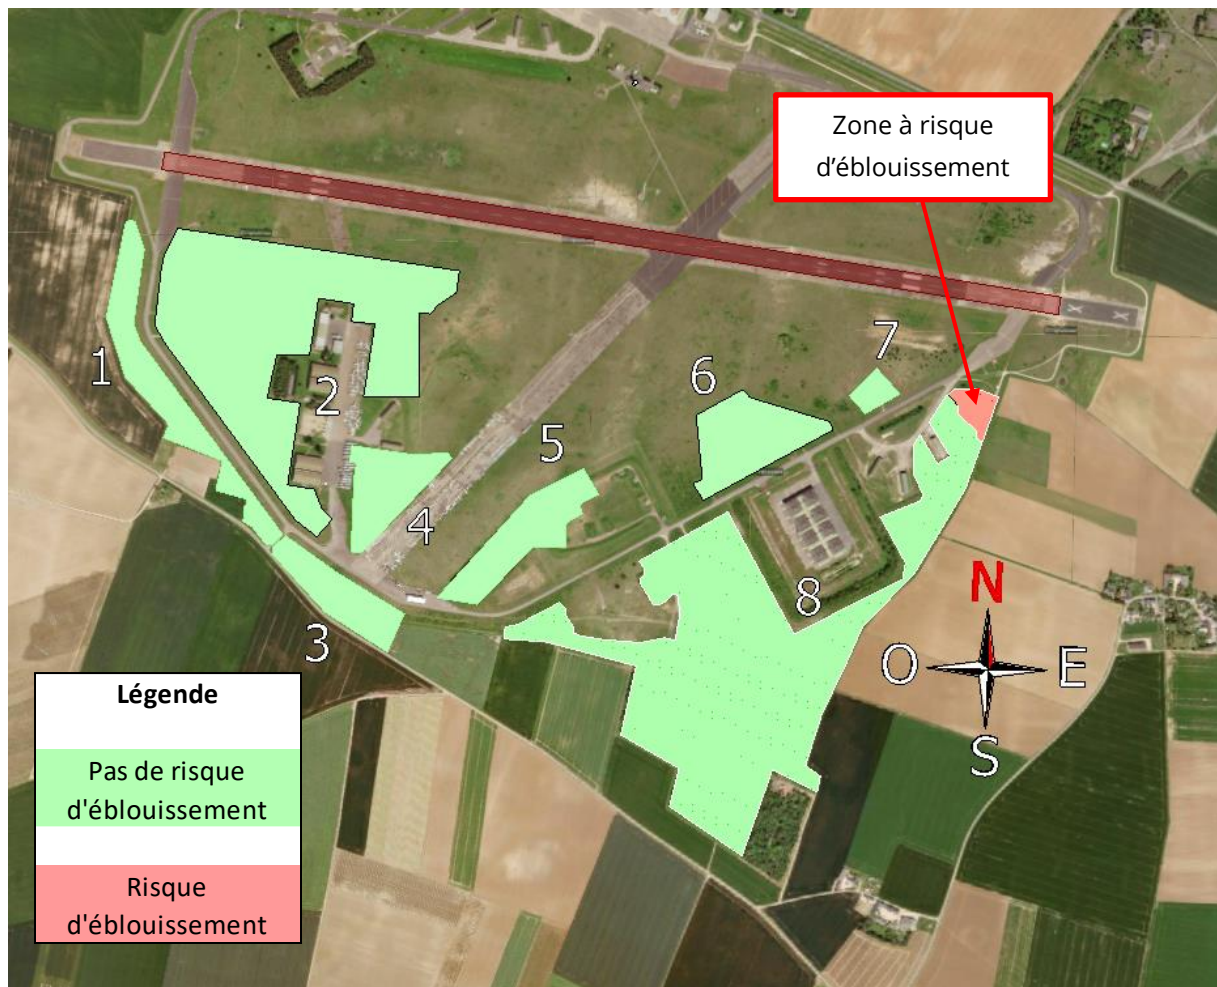 Zone à risque
d’éblouissement
1
2
3
4
5
6
7
8
N
O
E
S
Légende
Pas de risque
d'éblouissement
Risque
d'éblouissement